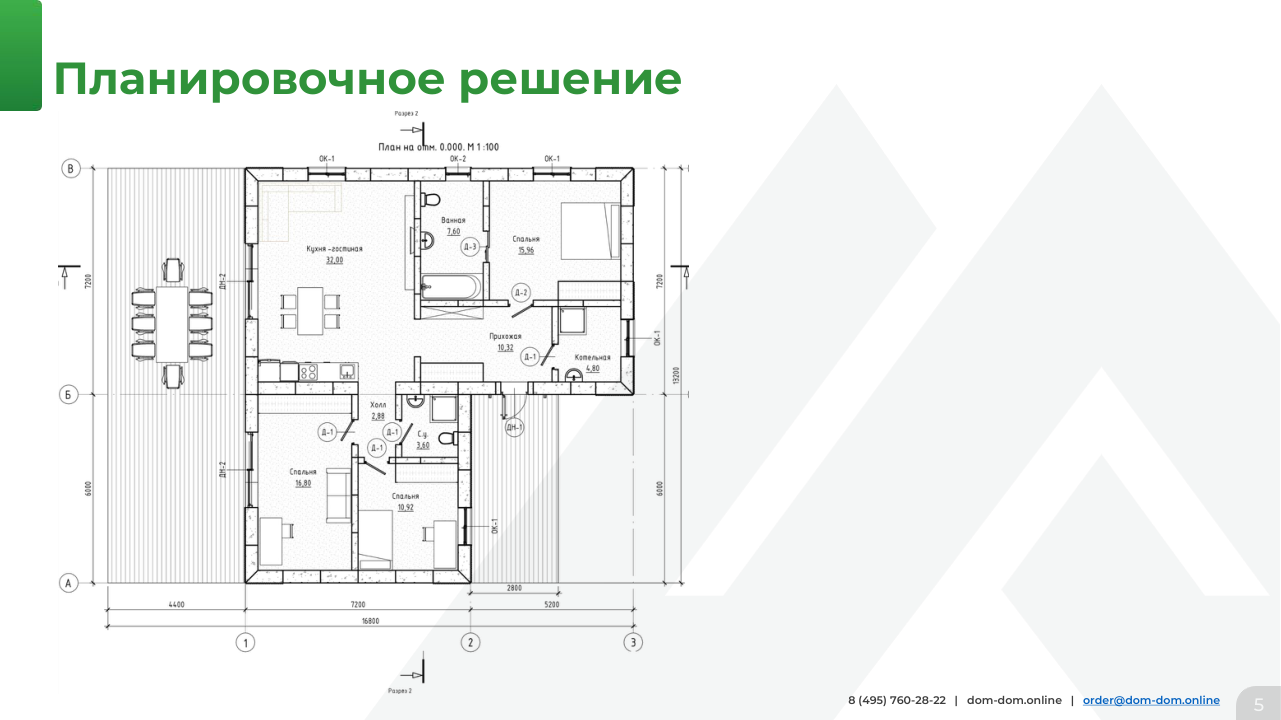 Планировочное решение
Разрез 2
План на отм. 0.000. М 1 :100
ОК-1
ОК-2
ОК-1
В
Ванная
7,60
Спальня
15,96
Кухня -гостиная
32,00
Д-3
7200
ДН-2
7200
Д-2
Прихожая
10,32
Д-1
Котельная
4,80
ОК-1
13200
Б
Холл
2,88
Д-1
Д-1
Д-1
С.у.
3,60
ДН-1
ДН-2
Спальня
16,80
Спальня
10,92
6000
6000
ОК-1
А
2800
4400
7200
5200
16800
1
2
3
Разрез 2
8 (495) 760-28-22 | dom-dom.online | order@dom-dom.online
5